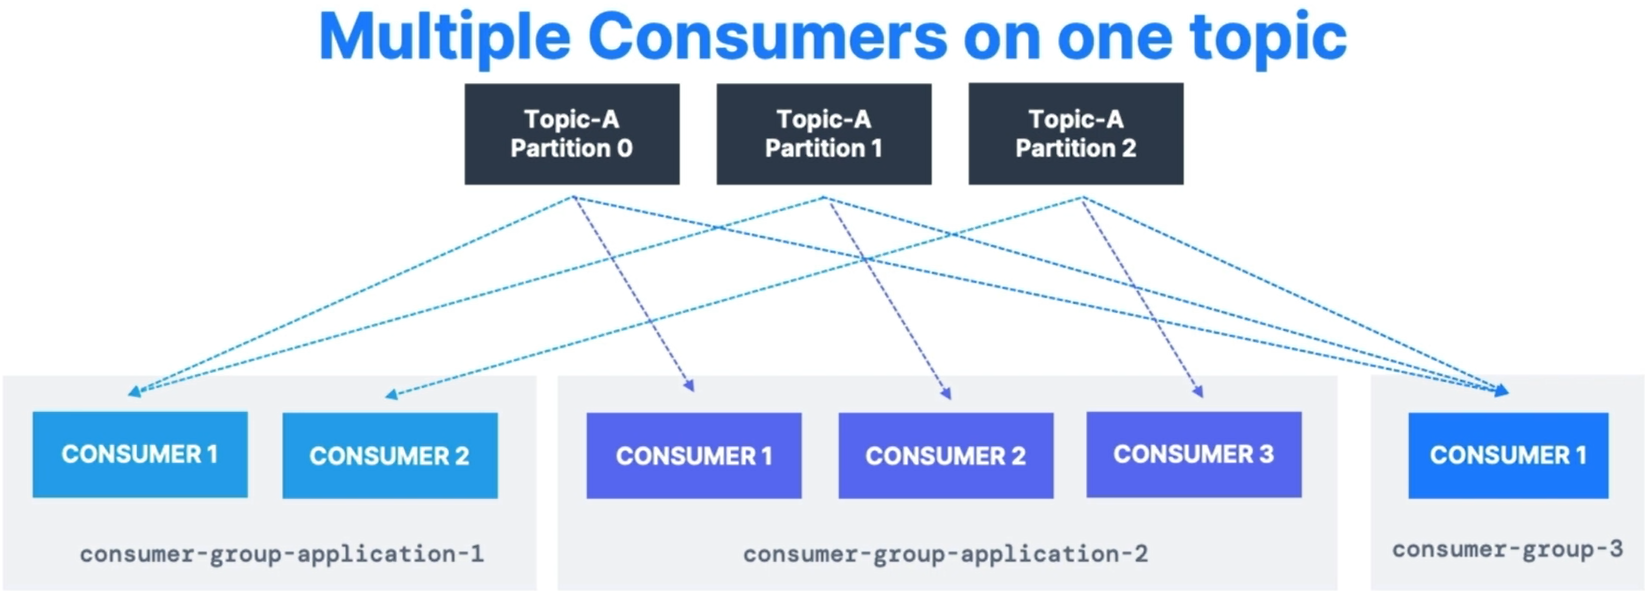 Multiple Consumers on one topic
Topic-A
Partition 0
Topic-A
Partition 1
Topic-A
Partition 2
CONSUMER 1
CONSUMER 2
consumer-group-application-1
CONSUMER 1
CONSUMER 2
CONSUMER 3
consumer-group-application-2
CONSUMER 1
consumer-group-3